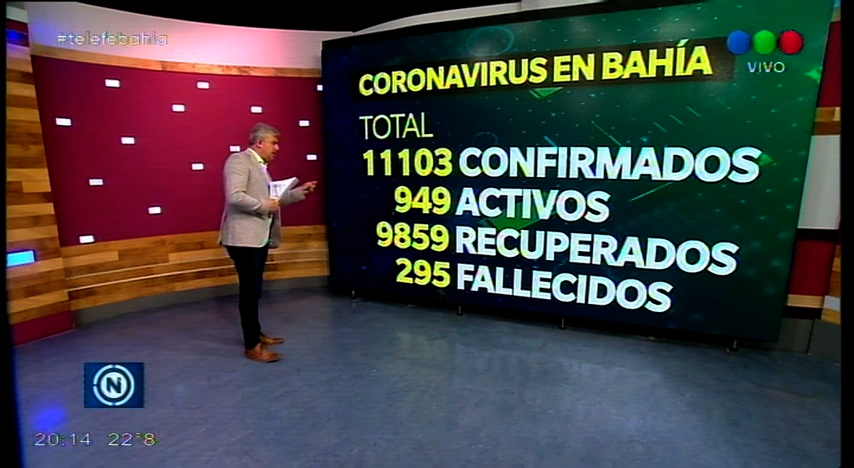 #telefebahia
VIVO
CORONAVIRUS EN BAHÍA
TOTAL
11103 CONFIRMADOS
949 ACTIVOS
9859 RECUPERADOS
295 FALLECIDOS
N
20:14 22°8